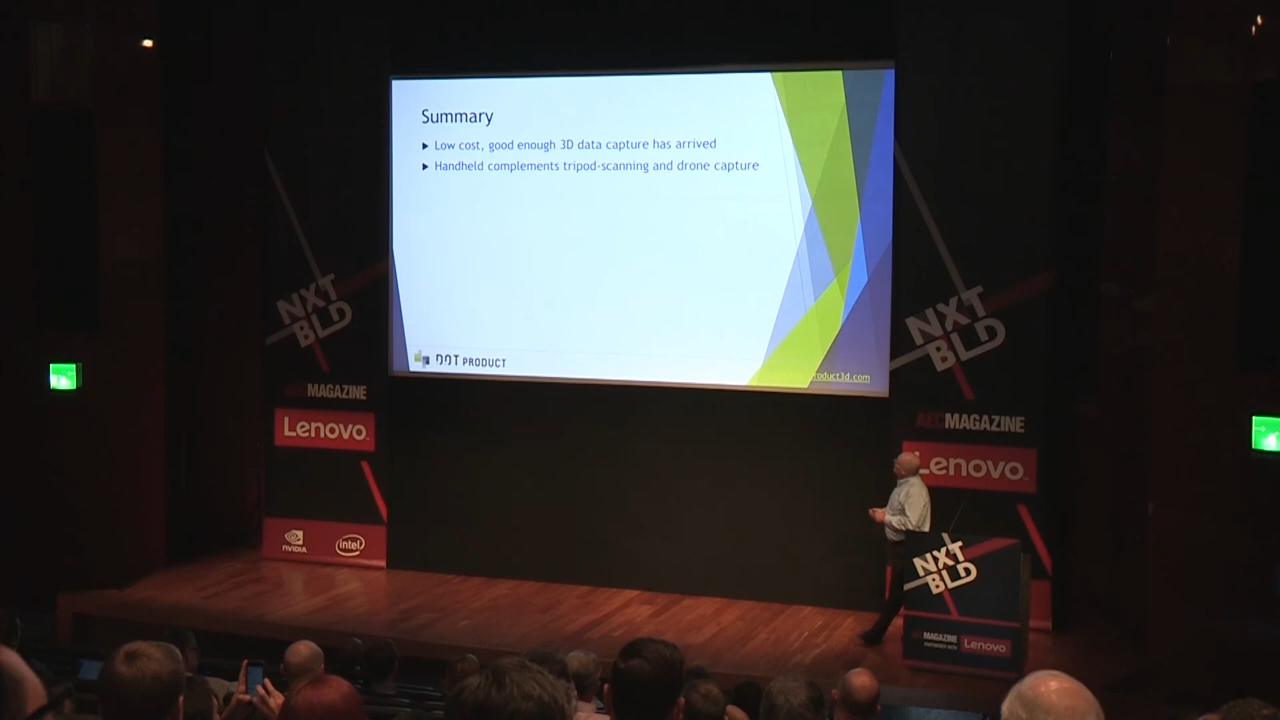 Summary
Low cost, good enough 3D data capture has arrived
Handheld complements tripod-scanning and drone capture
DOT PRODUCT
roduct3d.com
NXT
BLD
AECMAGAZINE
Lenovo
NVIDIA
intel
NXT
BLD
AECMAGAZINE
Lenovo
NXT
BLD
AECMAGAZINE
Lenovo